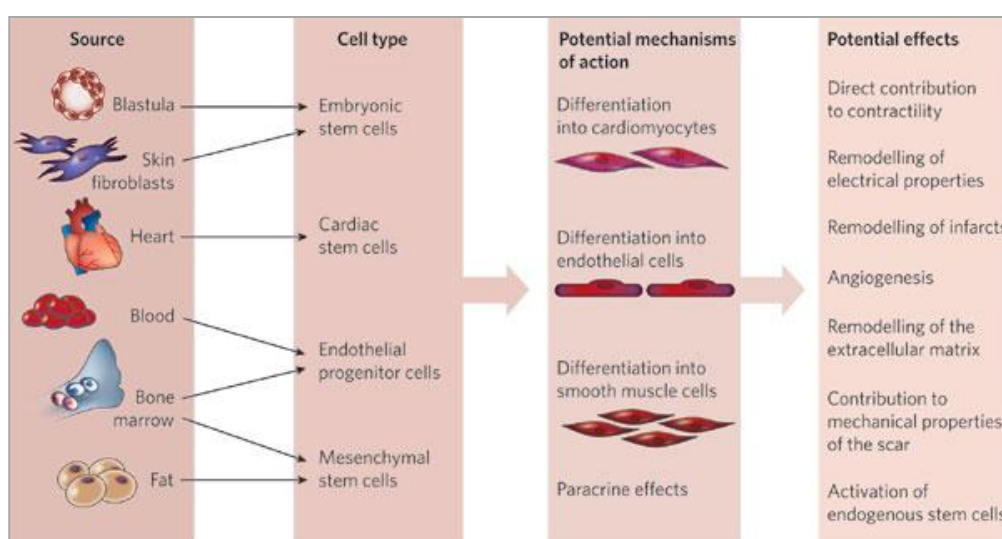 Source
Blastula
Skin
fibroblasts
Heart
Blood
Bone
marrow
Fat
Cell type
Embryonic
stem cells
Cardiac
stem cells
Endothelial
progenitor cells
Mesenchymal
stem cells
Potential mechanisms
of action
Differentiation
into cardiomyocytes
Differentiation into
endothelial cells
Differentiation into
smooth muscle cells
Paracrine effects
Potential effects
Direct contribution
to contractility
Remodelling of
electrical properties
Remodelling of infarcts
Angiogenesis
Remodelling of the
extracellular matrix
Contribution to
mechanical properties
of the scar
Activation of
endogenous stem cells